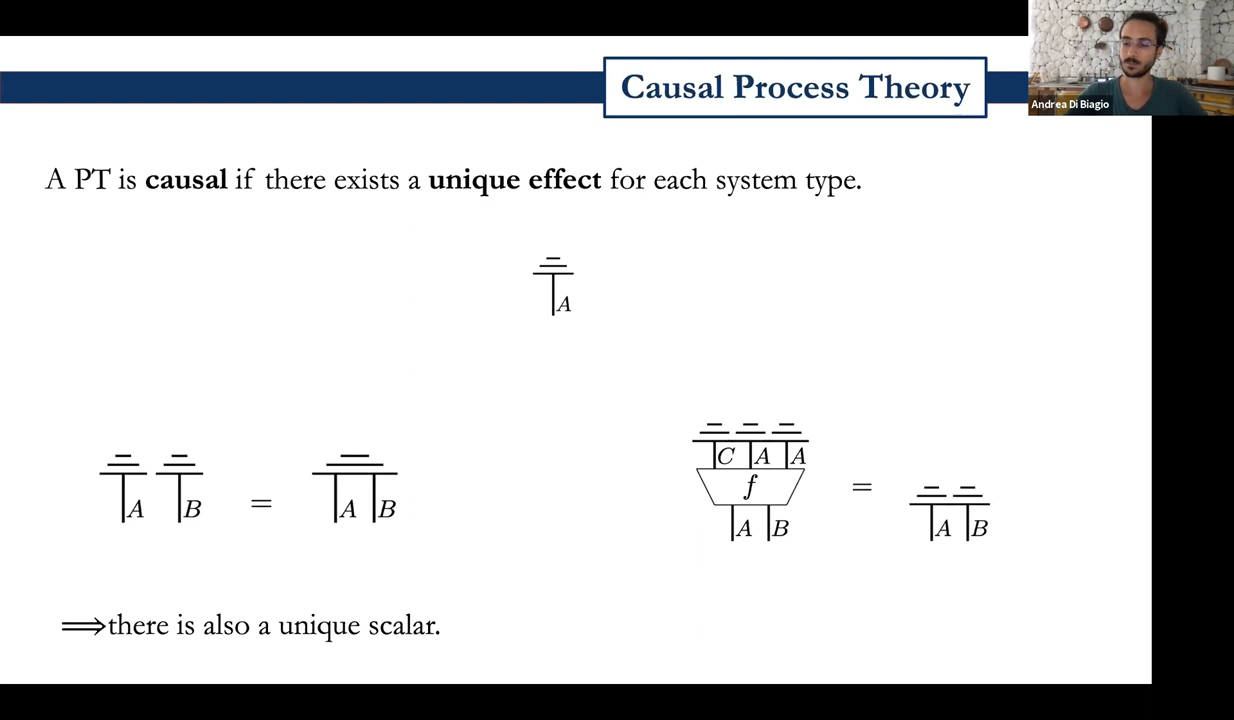 Causal Process Theory
Andrea Di Biagio
A PT is causal if there exists a unique effect for each system type.
A
C A A
f
A B = A B
A B = A B
⟹there is also a unique scalar.